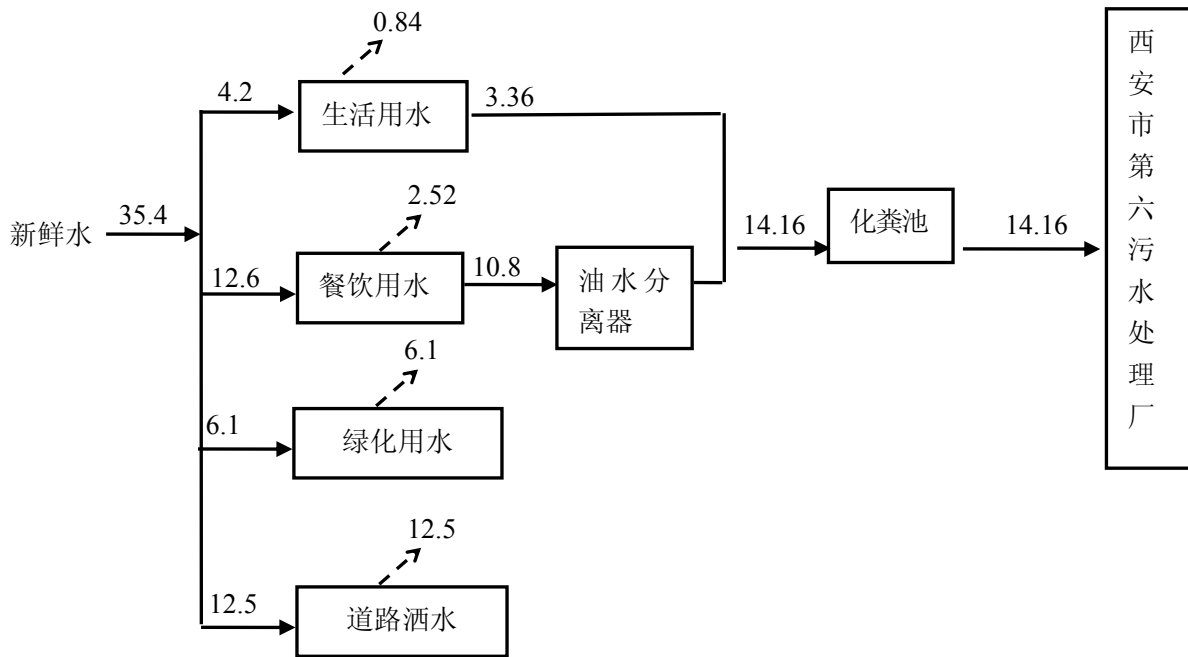 0.84
4.2
生活用水
3.36
2.52
新鲜水
35.4
12.6
餐饮用水
10.8
油水分
离器
14.16
化粪池
14.16
西
安
市
第
六
污
水
处
理
厂
6.1
6.1
绿化用水
12.5
12.5
道路洒水